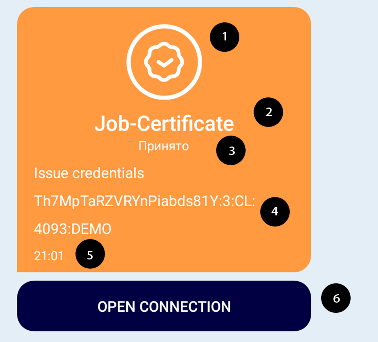 1
Job-Certificate 2
Принято 3
Issue credentials
Th7MpTaRZVRYnPiabds81Y:3:CL: 4
4093:DEMO
21:01 5
OPEN CONNECTION 6